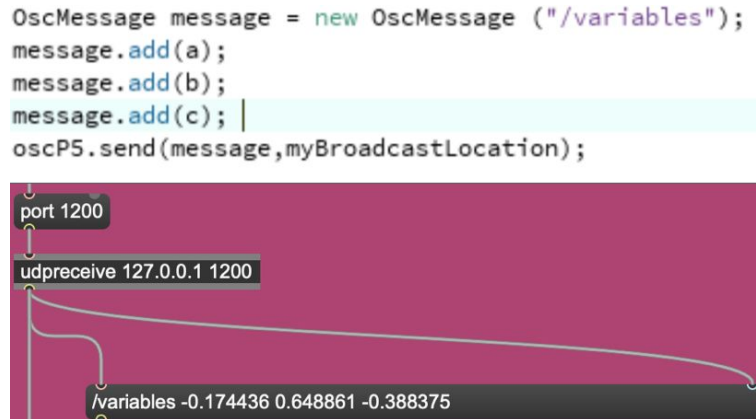 OscMessage message = new OscMessage ("/variables");
message.add(a);
message.add(b);
message.add(c);
oscP5.send(message,myBroadcastLocation);
port 1200
udpreceive 127.0.0.1 1200
/variables -0.174436 0.648861 -0.388375